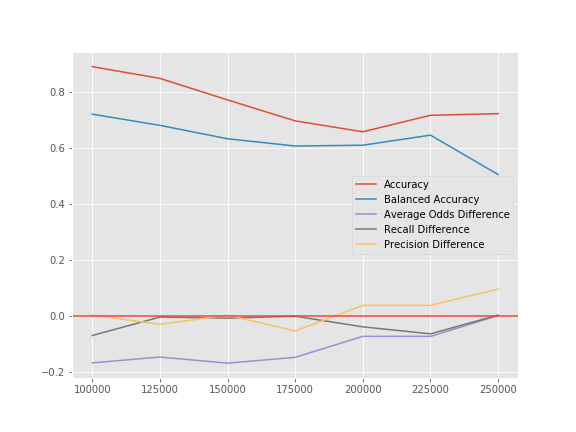 0.8
0.6
0.4
0.2
0.0
−0.2
100000 125000 150000 175000 200000 225000 250000
Accuracy
Balanced Accuracy
Average Odds Difference
Recall Difference
Precision Difference